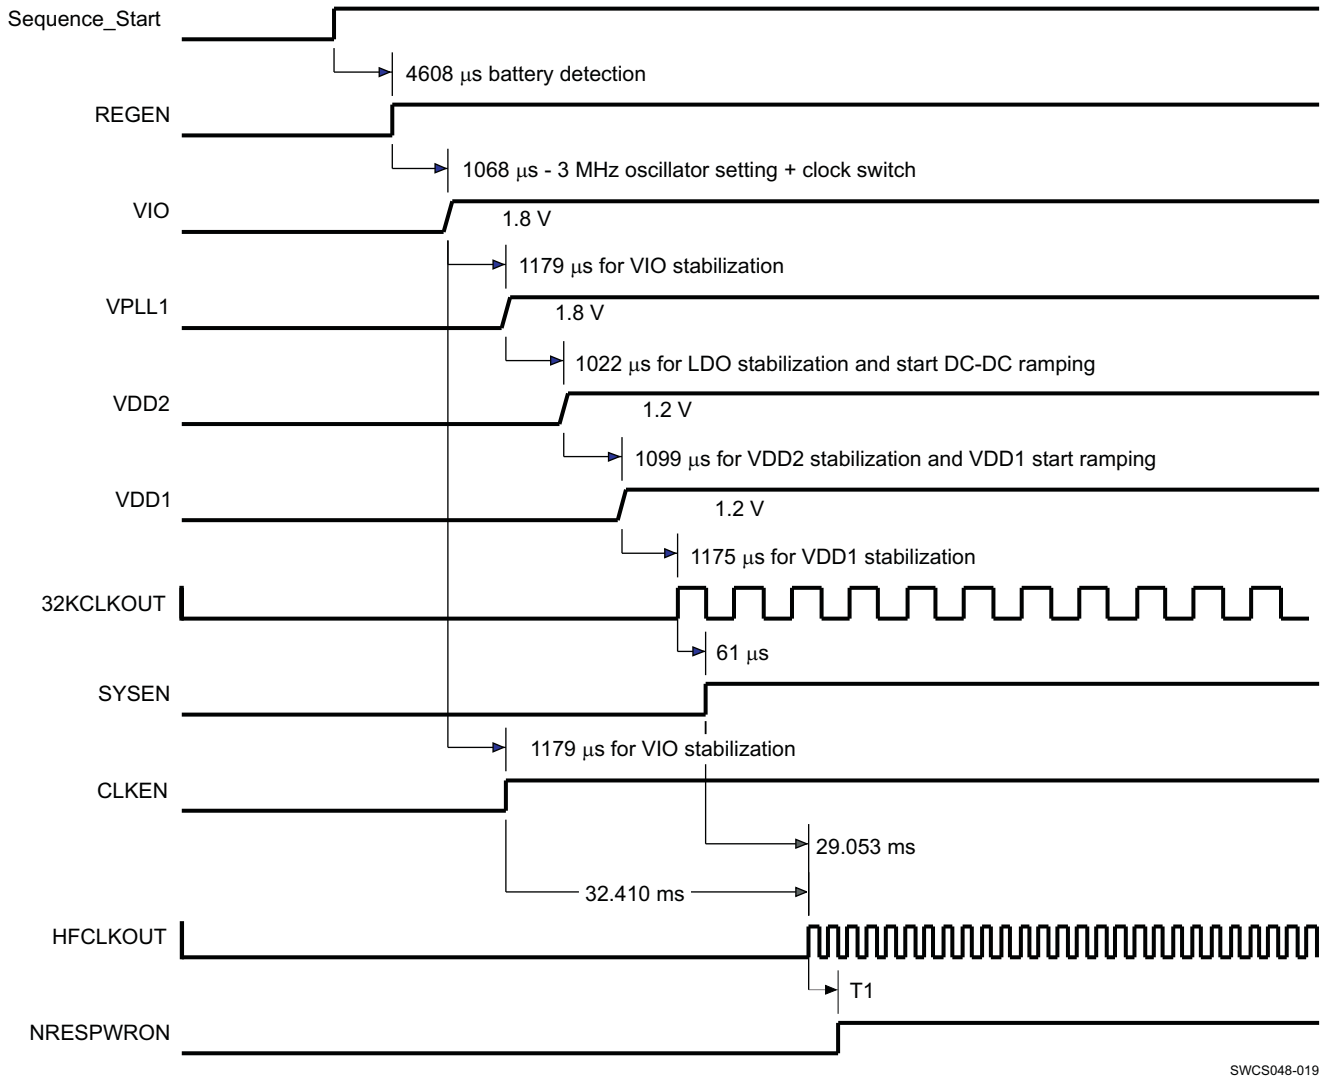 Sequence_Start
4608 μs battery detection
REGEN
1068 μs - 3 MHz oscillator setting + clock switch
VIO
1.8 V
1179 μs for VIO stabilization
VPLL1
1.8 V
1022 μs for LDO stabilization and start DC-DC ramping
VDD2
1.2 V
1099 μs for VDD2 stabilization and VDD1 start ramping
VDD1
1.2 V
1175 μs for VDD1 stabilization
32KCLKOUT
61 μs
SYSEN
1179 μs for VIO stabilization
CLKEN
29.053 ms
32.410 ms
HFCLKOUT
T1
NRESPWRON
SWCS048-019